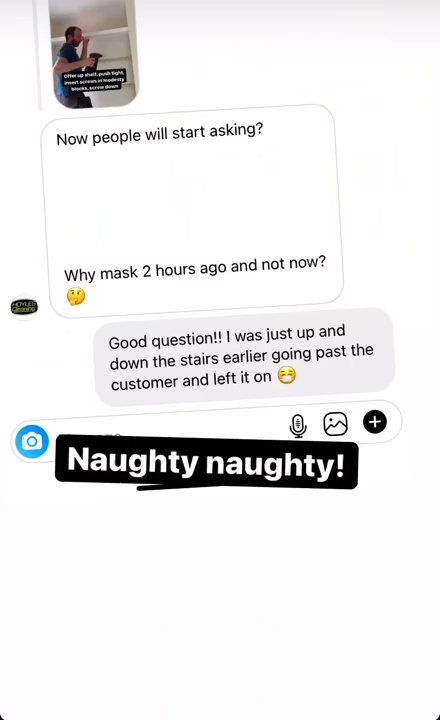 Offer up shelf, push tight,
insert screws in modesty
blocks, screw down
Now people will start asking?
Why mask 2 hours ago and not now?
🤔
HOYLES
Cleaning
Good question!! I was just up and
down the stairs earlier going past the
customer and left it on 😷
Naughty naughty!